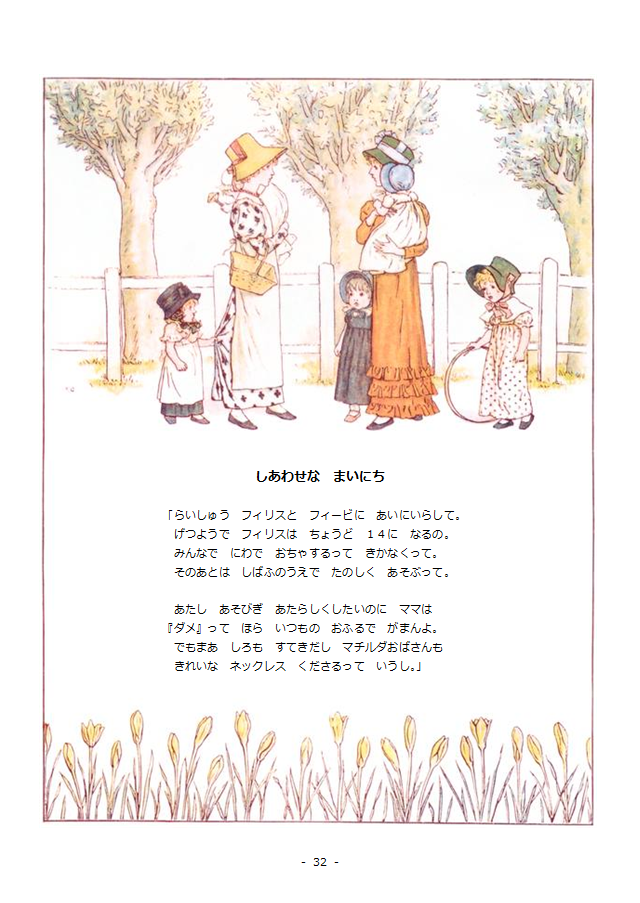 しあわせな　まいにち
「らいしゅう　フィリスと　フィービに　あいにいらして。
げつようで　フィリスは　ちょうど　１４に　なるの。
みんなで　にわで　おちゃするって　きかなくって。
そのあとは　しばふのうえで　たのしく　あそぶって。
あたし　あそびぎ　あたらしくしたいのに　ママは
『ダメ』って　ほら　いつもの　おふるで　がまんよ。
でもまあ　しろも　すてきだし　マチルダおばさんも
きれいな　ネックレス　くださるって　いうし。」
- 32 -